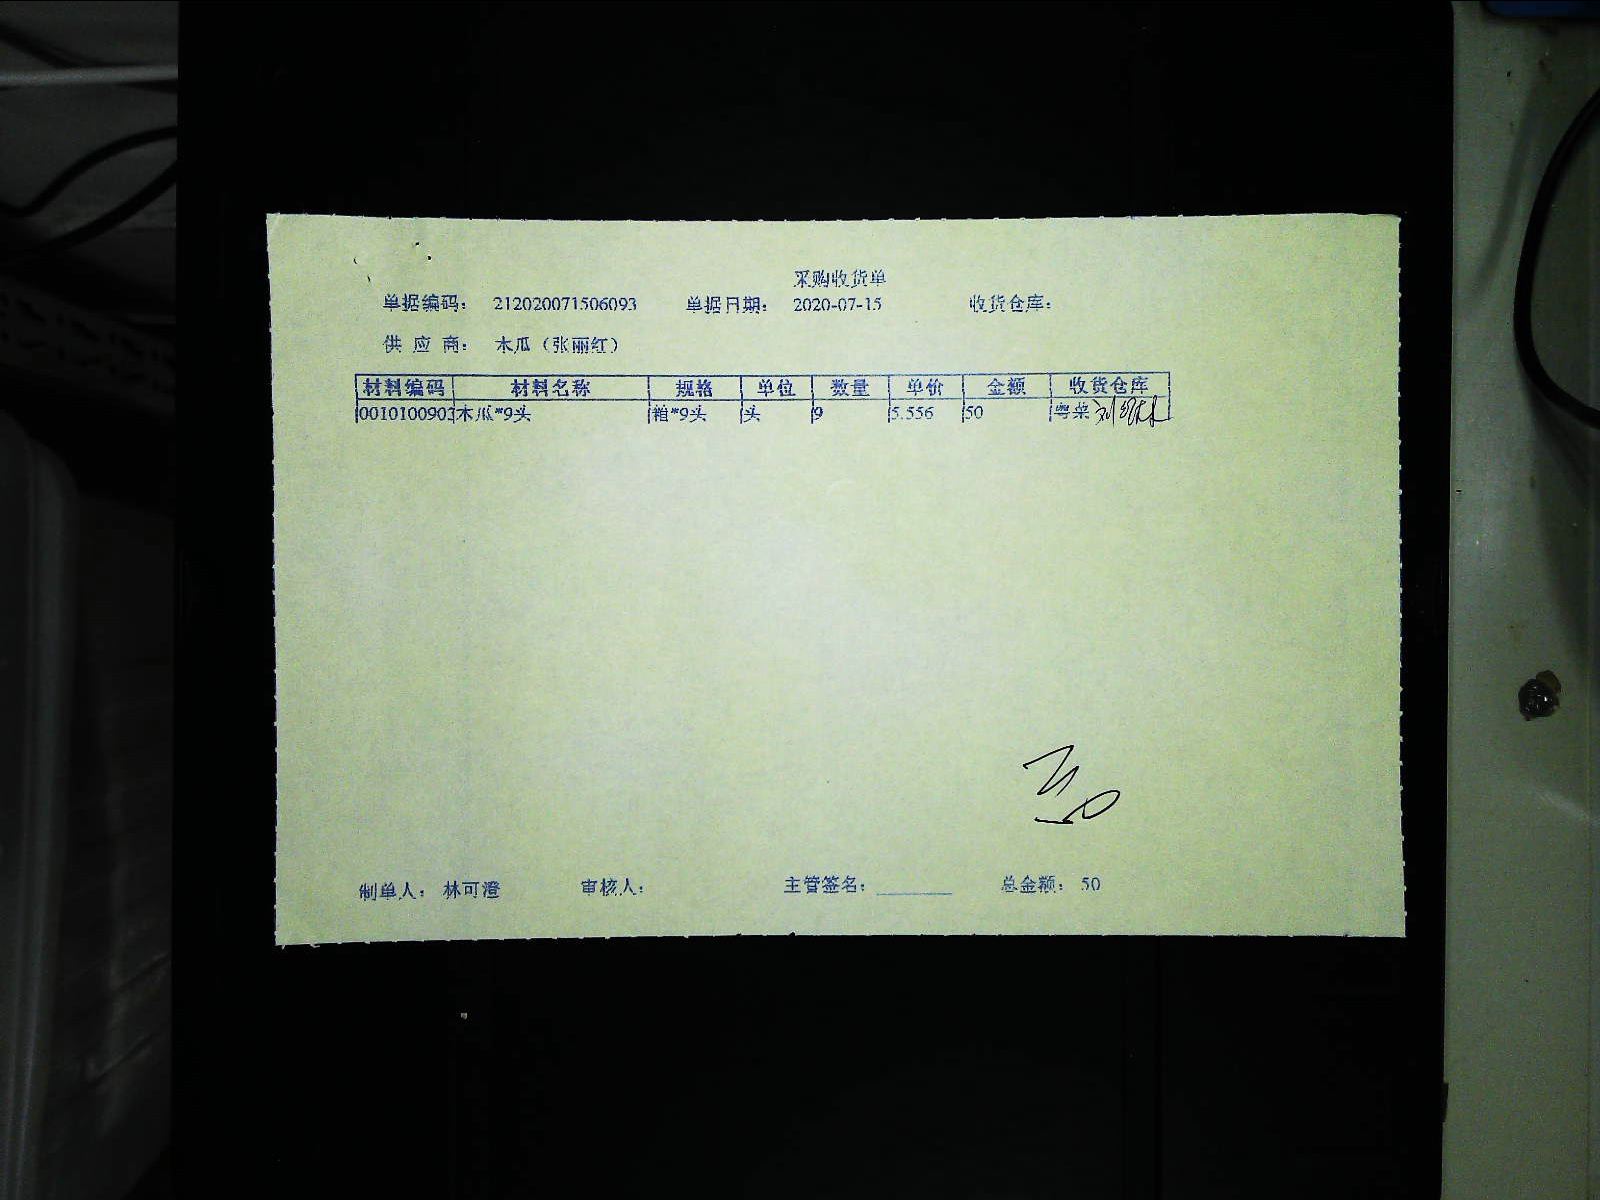 采购收货单
单据编码： 212020071506093 单据日期： 2020-07-15 收货仓库：
供 应 商： 木瓜（张丽红）
材料编码 材料名称 规格 单位 数量 单价 金额 收货仓库
0010100903 木瓜*9头 箱*9头 头 9 5.556 50 粤菜
制单人： 林可澄 审核人： 主管签名： 总金额： 50